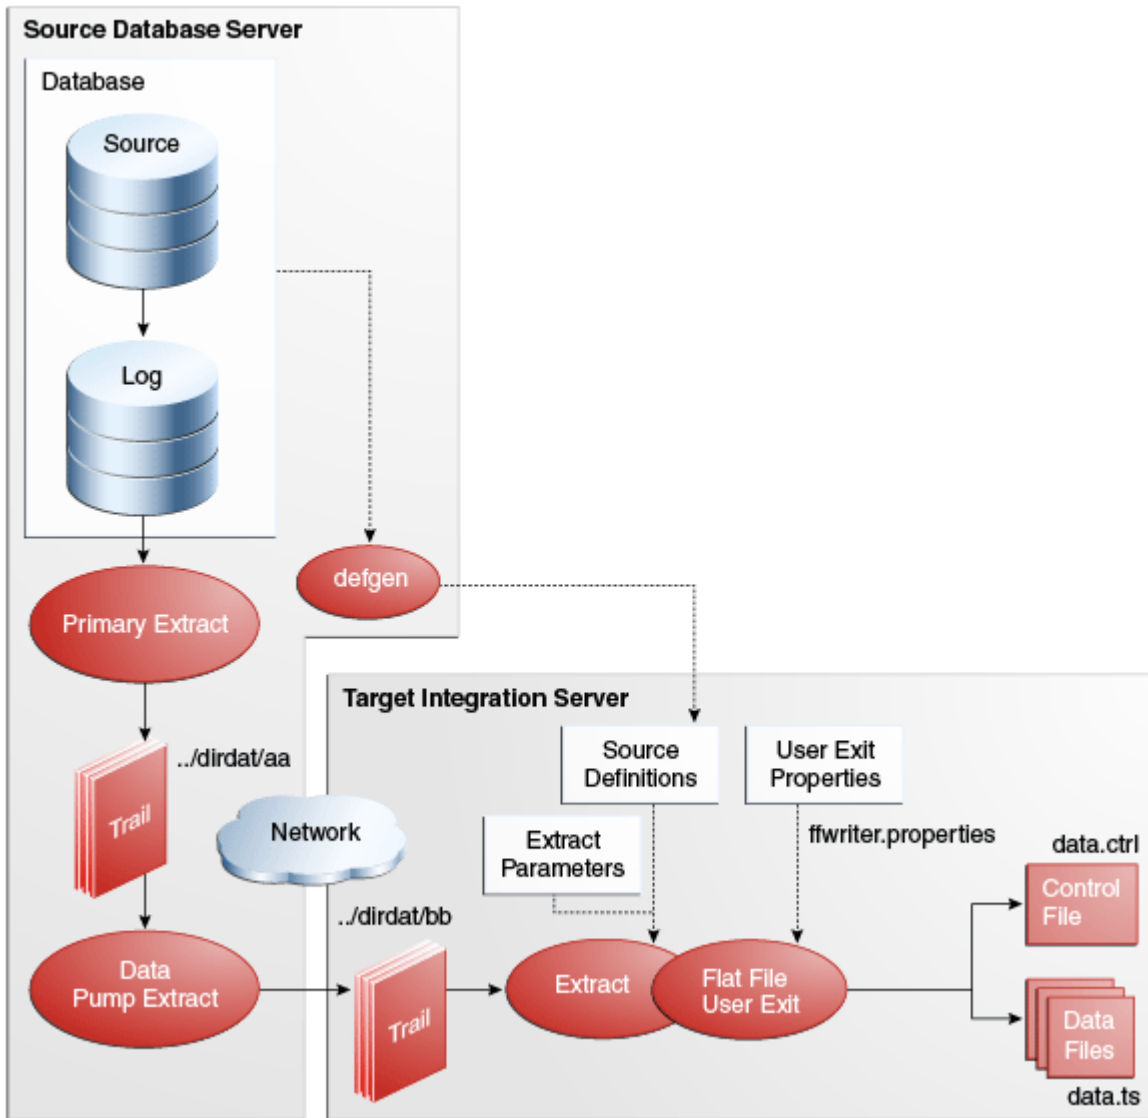 Source Database Server
Database
Source
Log
defgen
Primary Extract
../dirdat/aa
Trail
Network
Data
Pump Extract
Target Integration Server
Source
Definitions
User Exit
Properties
Extract
Parameters
ffwriter.properties
../dirdat/bb
Trail
Extract
Flat File
User Exit
data.ctrl
Control
File
Data
Files
data.ts